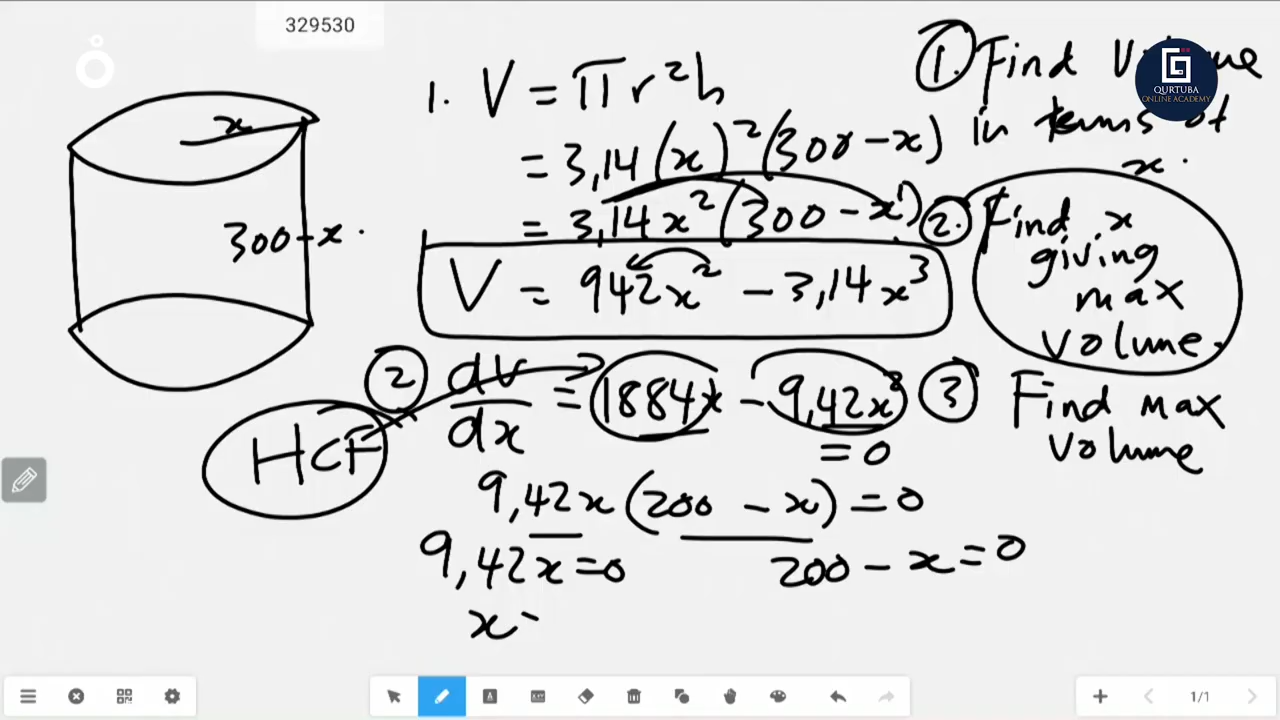 329530
QURTUBA
ONLINE ACADEMY
x
300 - x
1. V = πr²h
= 3,14(x)²(300 - x)
= 3,14x²(300 - x¹)
V = 942x² - 3,14x³
② dV/dx = 1884x - 9,42x²
= 0
HCF
9,42x(200 - x) = 0
9,42x = 0    200 - x = 0
x =
①. Find Volume
in terms of
x.
②. Find x
giving
max
volume.
③ Find max
volume
1/1